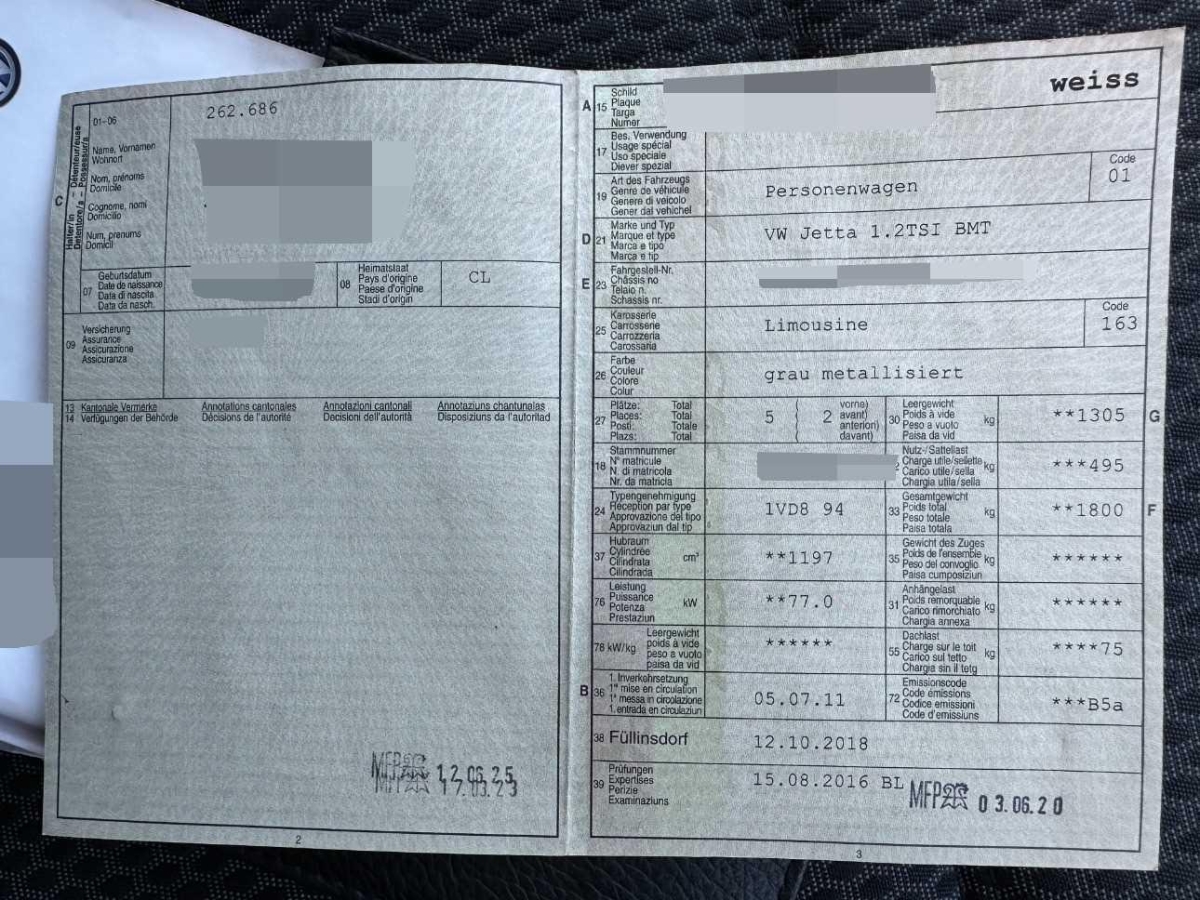 01-06
262.686
C
Halter/in – Détenteur/euse
Detentore/a – Possessur/a
Name, Vornamen
Wohnort
Nom, prénoms
Domicile
Cognome, nomi
Domicilio
Num, prenums
Domicil
07
Geburtsdatum
Date de naissance
Data di nascita
Data da nasch.
08
Heimatstaat
Pays d'origine
Paese d'origine
Stadi d'origin
CL
09
Versicherung
Assurance
Assicurazione
Assicuranza
13 Kantonale Vermerke
14 Verfügungen der Behörde
Annotations cantonales
Décisions de l'autorité
Annotazioni cantonali
Decisioni dell'autorità
Annotaziuns chantunalas
Disposiziuns da l'autoritad
MFP
2
A 15
Schild
Plaque
Targa
Numer
weiss
17
Bes. Verwendung
Usage spécial
Uso speciale
Diever spezial
19
Art des Fahrzeugs
Genre de véhicule
Genere di veicolo
Gener dal vehichel
Personenwagen
Code
01
D 21
Marke und Typ
Marque et type
Marca e tipo
Marca e tip
VW Jetta 1.2TSI BMT
E 23
Fahrgestell-Nr.
Châssis no
Telaio n.
Schassis nr.
25
Karosserie
Carrosserie
Carrozzeria
Carossaria
Limousine
Code
163
26
Farbe
Couleur
Colore
Colur
grau metallisiert
27
Plätze: Total
Places: Total
Posti: Totale
Plazs: Total
5
2
vorne)
avant)
anteriori)
davant)
30
Leergewicht
Poids à vide
Peso a vuoto
Paisa da vid
kg
**1305
G
18
Stammnummer
N° matricule
N. di matricola
Nr. da matricla
Nutz-/Sattellast
Charge utile/sellette
Carico utile/sella
Chargia utila/sella
kg
***495
24
Typengenehmigung
Réception par type
Approvazione del tipo
Approvaziun dal tip
1VD8 94
33
Gesamtgewicht
Poids total
Peso totale
Paisa totala
kg
**1800
F
37
Hubraum
Cylindrée
Cilindrata
Cilindrada
cm³
**1197
35
Gewicht des Zuges
Poids de l'ensemble
Peso del convoglio
Paisa cumposiziun
kg
******
76
Leistung
Puissance
Potenza
Prestaziun
kW
**77.0
31
Anhängelast
Poids remorquable
Carico rimorchiato
Chargia annexa
kg
******
78 kW/kg
Leergewicht
poids à vide
peso a vuoto
paisa da vid
******
55
Dachlast
Charge sur le toit
Carico sul tetto
Chargia sin il tetg
kg
****75
B 36
1. Inverkehrsetzung
1re mise en circulation
1a messa in circolazione
1. entrada en circulaziun
05.07.11
72
Emissionscode
Code émissions
Codice emissioni
Code d'emissiuns
***B5a
38 Füllinsdorf
12.10.2018
39
Prüfungen
Expertises
Perizie
Examinaziuns
15.08.2016 BL
MFP 03.06.20
3